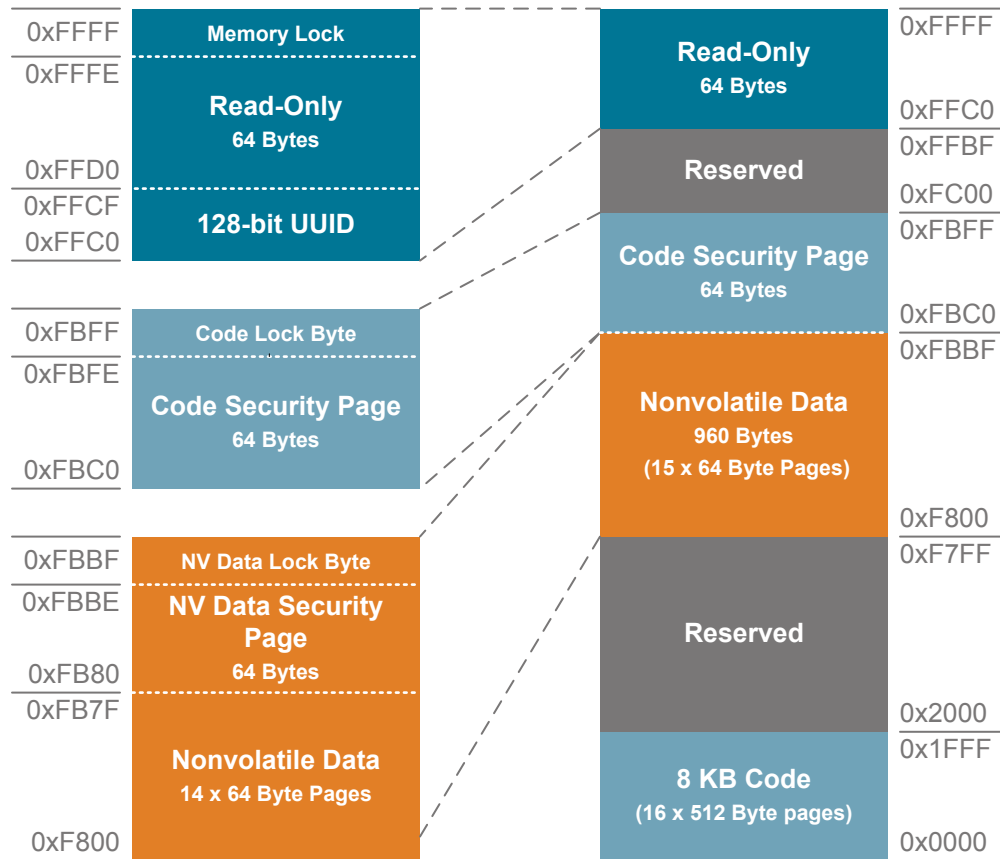 0xFFFF
Memory Lock
0xFFFE
Read-Only
64 Bytes
0xFFD0
0xFFCF
128-bit UUID
0xFFC0
0xFBFF
Code Lock Byte
0xFBFE
Code Security Page
64 Bytes
0xFBC0
0xFBBF
NV Data Lock Byte
0xFBBE
NV Data Security
Page
64 Bytes
0xFB80
0xFB7F
Nonvolatile Data
14 x 64 Byte Pages
0xF800
Read-Only
64 Bytes
0xFFFF
0xFFC0
0xFFBF
Reserved
0xFC00
0xFBFF
Code Security Page
64 Bytes
0xFBC0
0xFBBF
Nonvolatile Data
960 Bytes
(15 x 64 Byte Pages)
0xF800
0xF7FF
Reserved
0x2000
0x1FFF
8 KB Code
(16 x 512 Byte pages)
0x0000